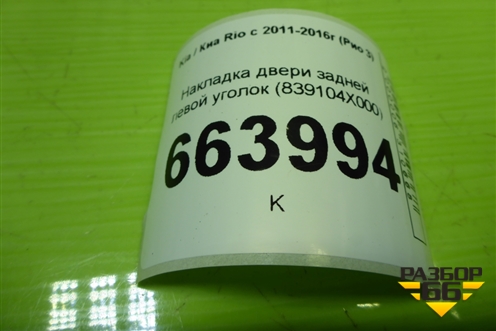 Kia / Киа Rio с 2011-2016г (Рио 3)
Накладка двери задней
левой уголок (839104X000)
663994
К
РАЗБОР
66